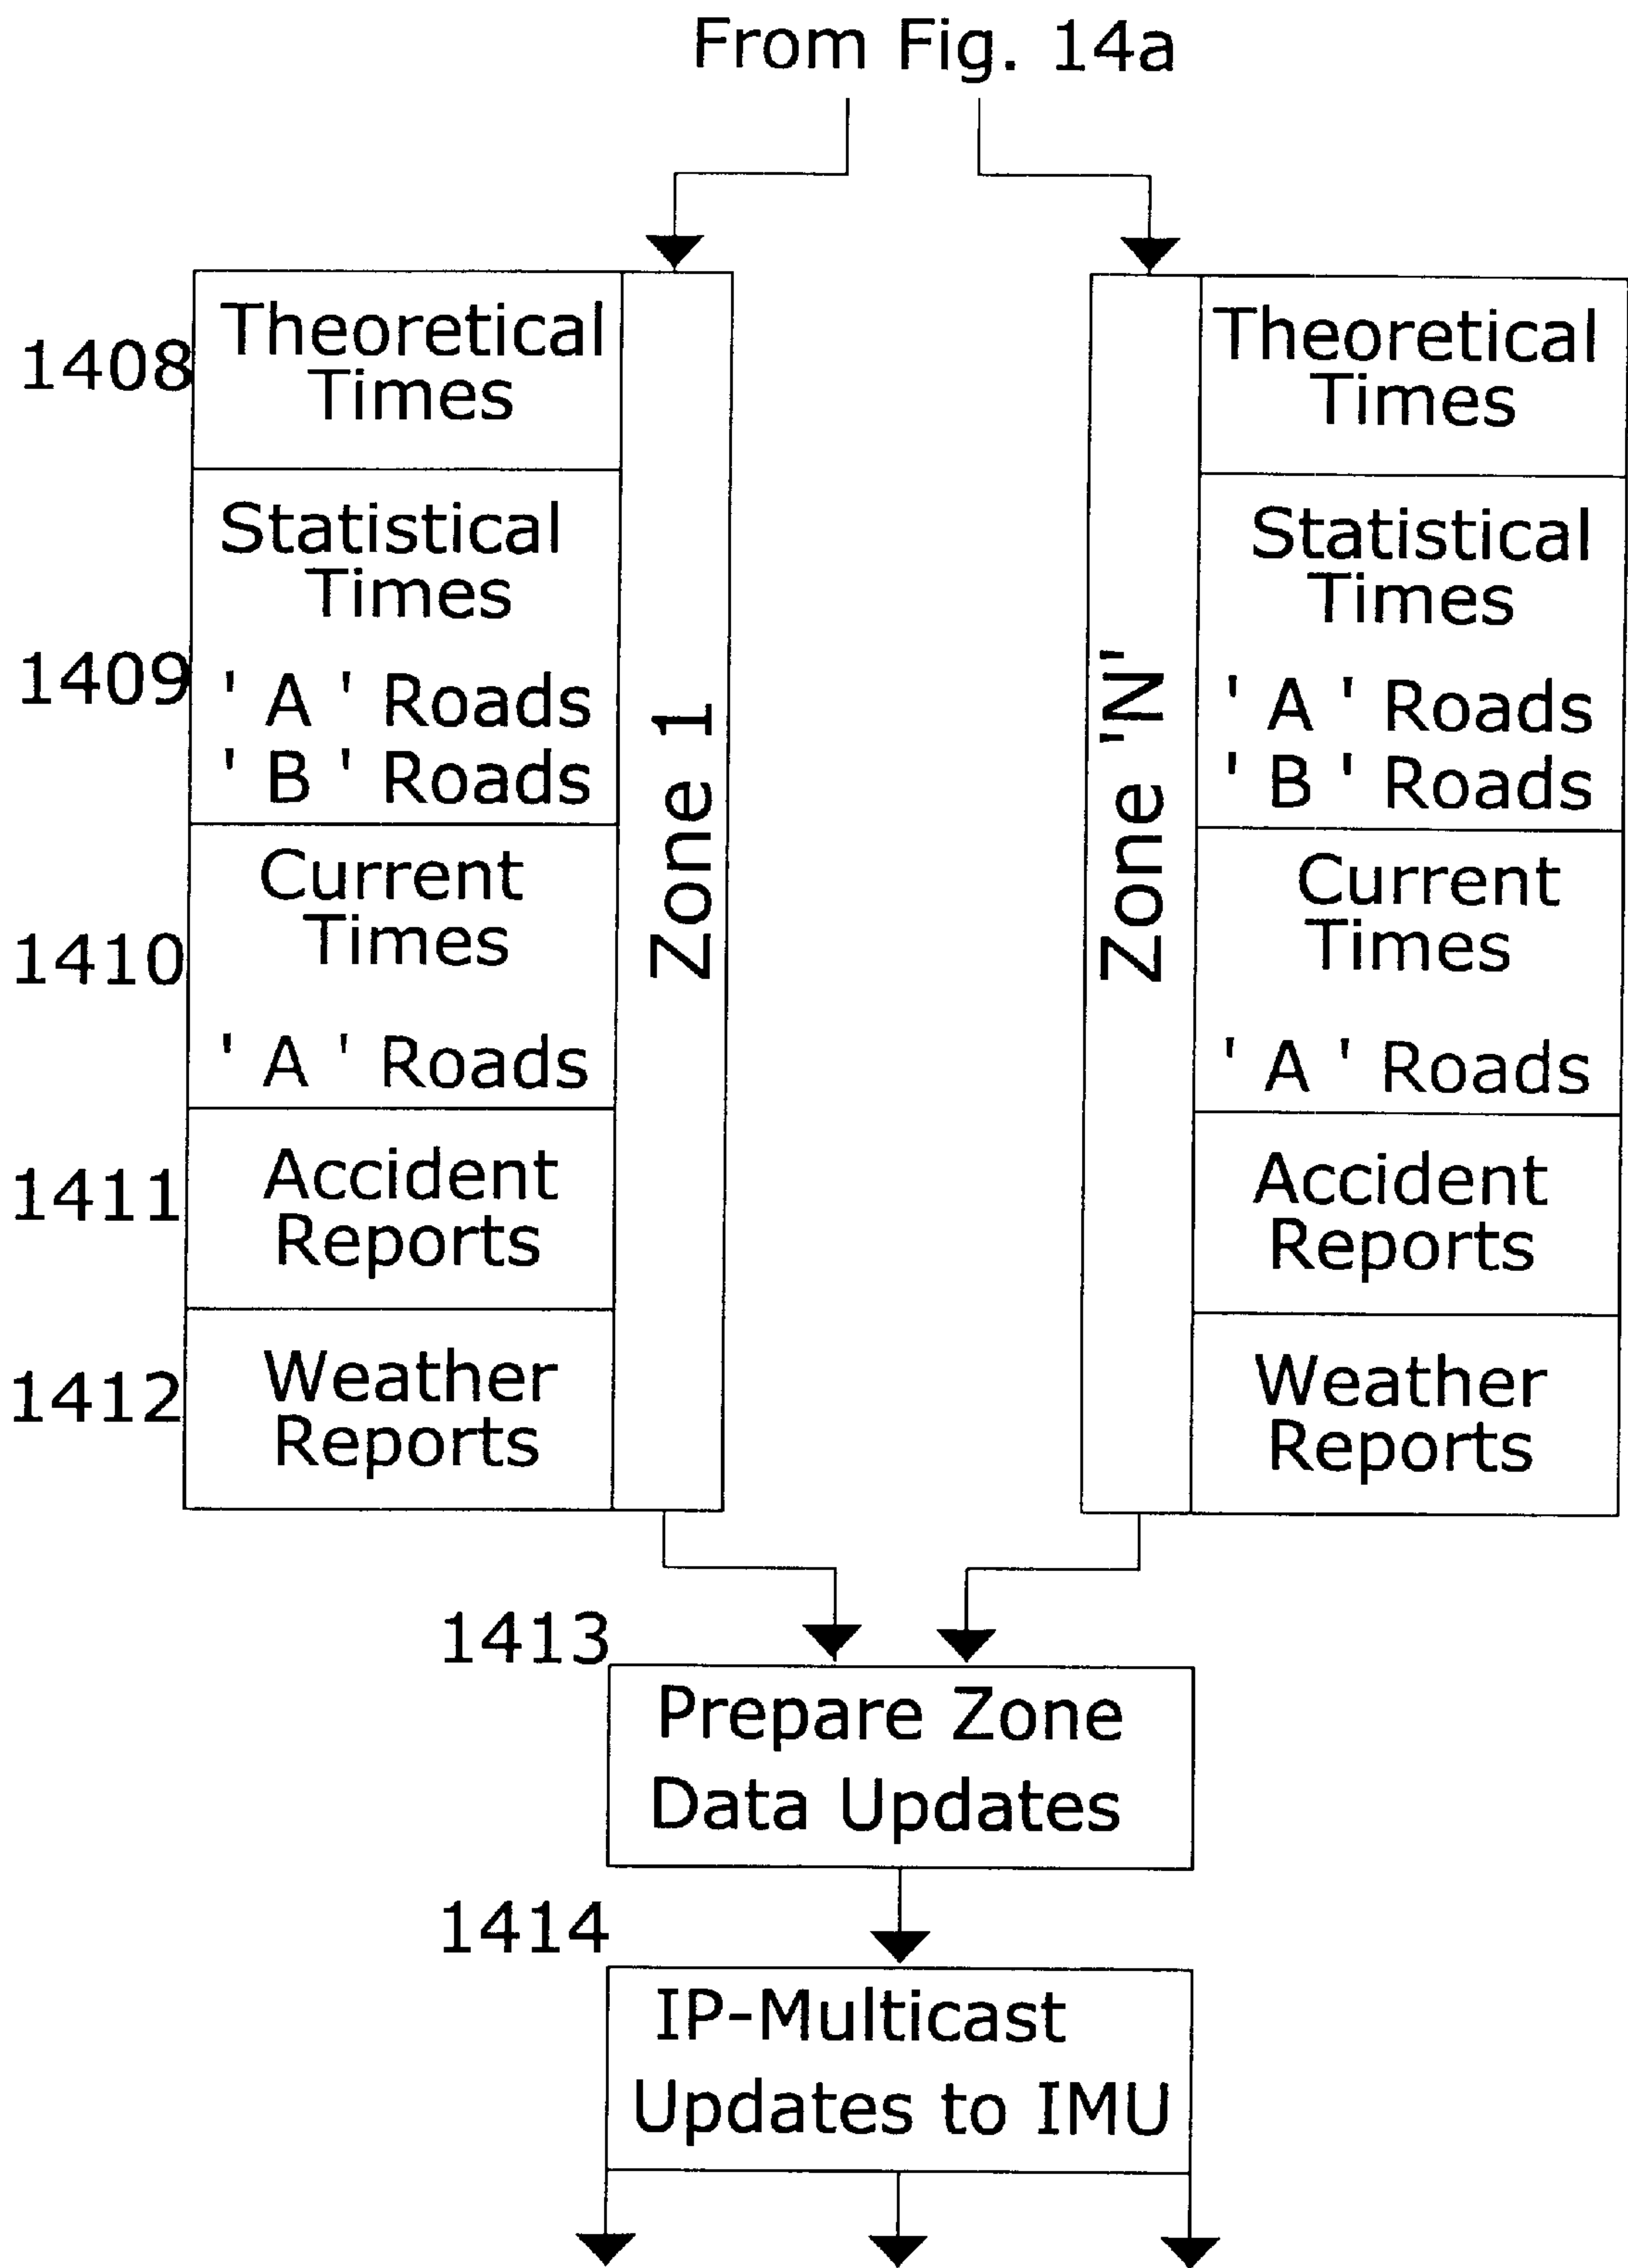 From Fig. 14a
1408
Theoretical
Times
1409
Statistical
Times
' A ' Roads
' B ' Roads
1410
Current
Times
' A ' Roads
1411
Accident
Reports
1412
Weather
Reports
Zone 1
Zone 'N'
Theoretical
Times
Statistical
Times
' A ' Roads
' B ' Roads
Current
Times
' A ' Roads
Accident
Reports
Weather
Reports
1413
Prepare Zone
Data Updates
1414
IP-Multicast
Updates to IMU